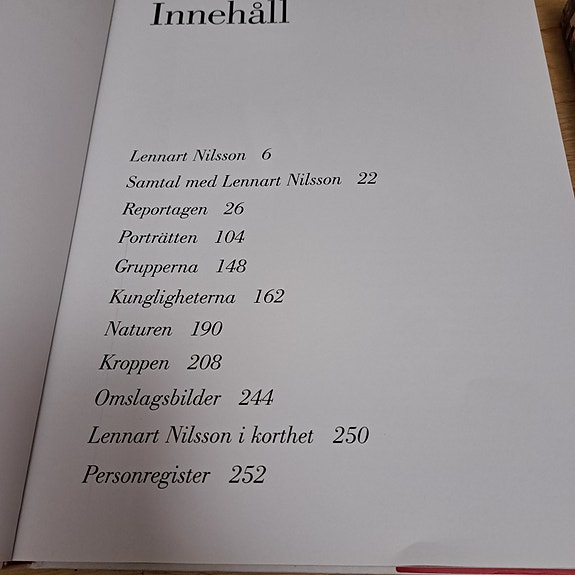 Innehåll
Lennart Nilsson 6
Samtal med Lennart Nilsson 22
Reportagen 26
Porträtten 104
Grupperna 148
Kungligheterna 162
Naturen 190
Kroppen 208
Omslagsbilder 244
Lennart Nilsson i korthet 250
Personregister 252